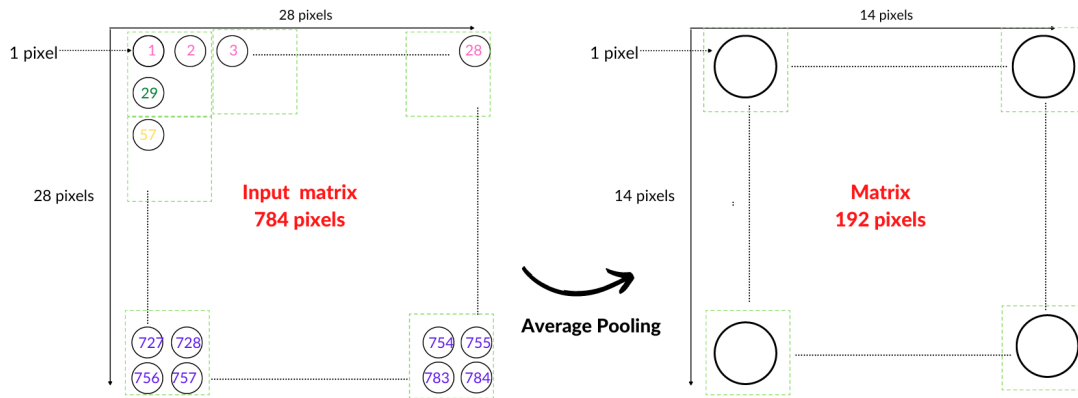 28 pixels
14 pixels
1 pixel
1 2 3 28
1 pixel
29
57
28 pixels
Input matrix
784 pixels
14 pixels
Matrix
192 pixels
Average Pooling
727 728 754 755
756 757 783 784